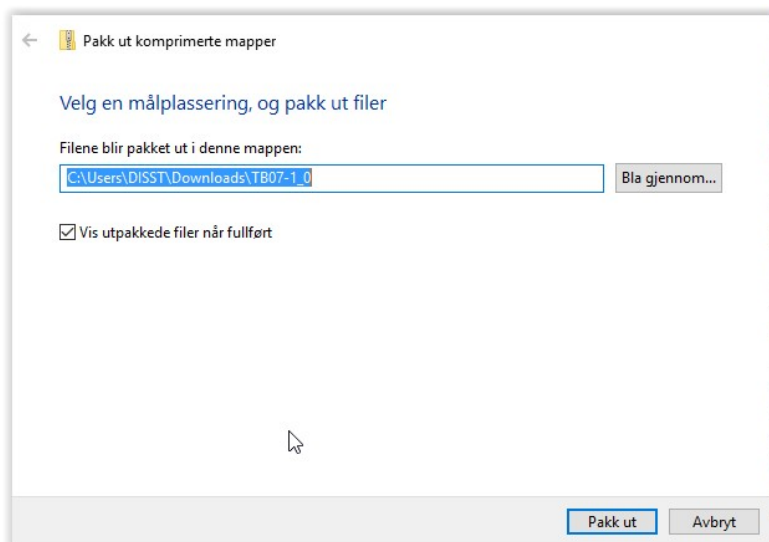 Pakk ut komprimerte mapper
Velg en målplassering, og pakk ut filer
Filene blir pakket ut i denne mappen:
C:\Users\DISST\Downloads\TB07-1_0
Bla gjennom...
Vis utpakkede filer når fullført
Pakk ut
Avbryt